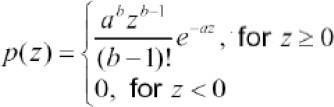 p(z) = { a^b z^{b-1} / (b-1)! e^{-az}, for z ≥ 0
0, for z < 0